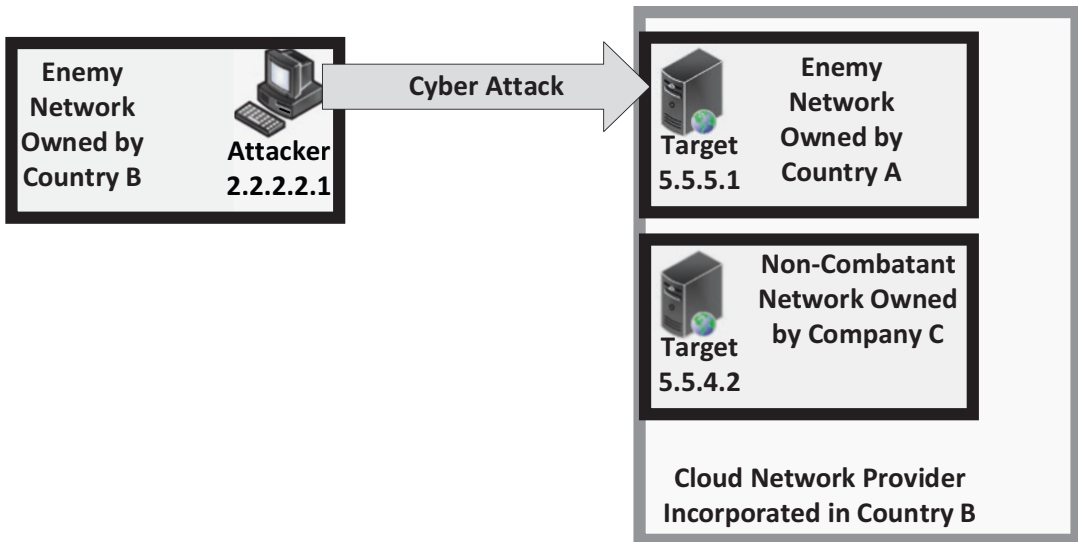 Enemy
Network
Owned by
Country B
Attacker
2.2.2.2.1
Cyber Attack
Target
5.5.5.1
Enemy
Network
Owned by
Country A
Target
5.5.4.2
Non-Combatant
Network Owned
by Company C
Cloud Network Provider
Incorporated in Country B